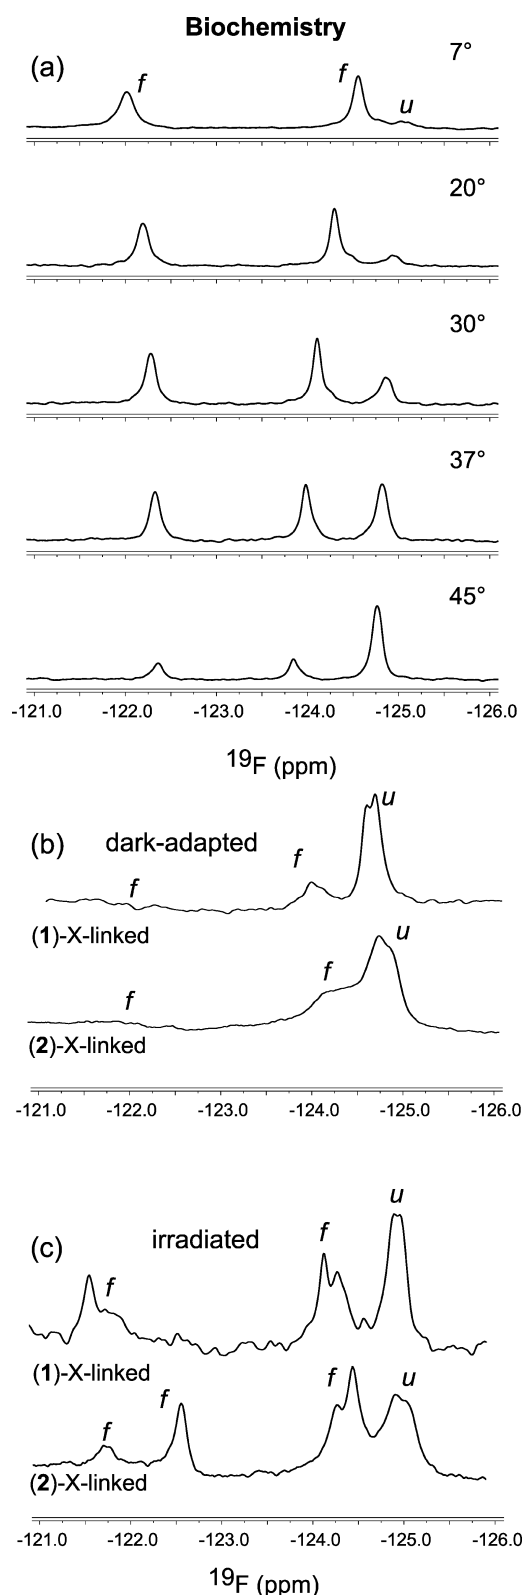 Biochemistry
(a)
7°
f
f
u
20°
30°
37°
45°
-121.0 -122.0 -123.0 -124.0 -125.0 -126.0
19F (ppm)
(b)
dark-adapted
u
f
f
(1)-X-linked
u
f
f
(2)-X-linked
-121.0 -122.0 -123.0 -124.0 -125.0 -126.0
(c)
irradiated
u
f
f
(1)-X-linked
f
f
u
f
(2)-X-linked
-121.0 -122.0 -123.0 -124.0 -125.0 -126.0
19F (ppm)